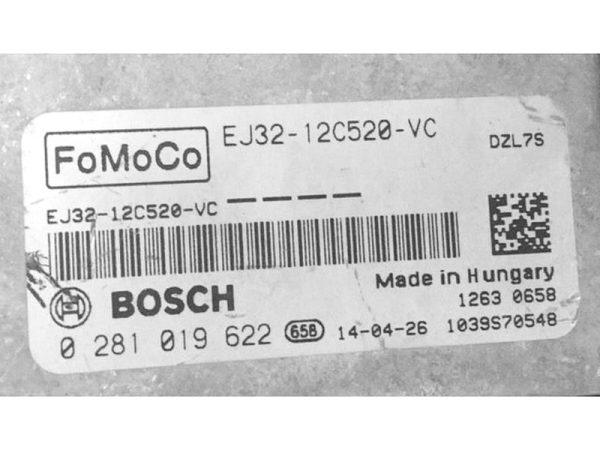 FoMoCo
EJ32-12C520-VC
DZL7S
EJ32-12C520-VC
BOSCH
Made in Hungary
1263 0658
0 281 019 622 658 14-04-26 1039S70548